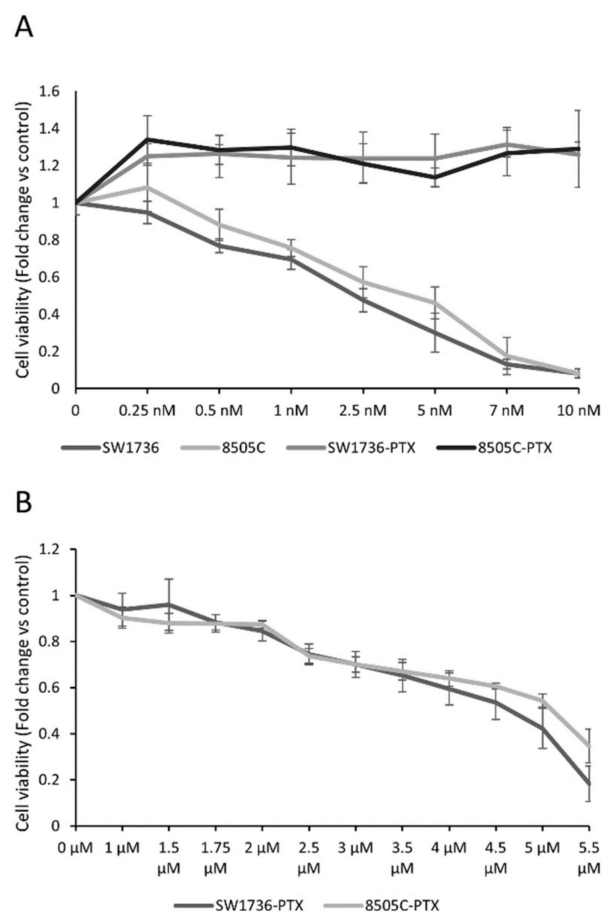 A
Cell viability (Fold change vs control)
1.6
1.4
1.2
1
0.8
0.6
0.4
0.2
0
0 0.25 nM 0.5 nM 1 nM 2.5 nM 5 nM 7 nM 10 nM
SW1736 8505C SW1736-PTX 8505C-PTX
B
Cell viability (Fold change vs control)
1.2
1
0.8
0.6
0.4
0.2
0
0 µM 1 µM 1.5 1.75 2 µM 2.5 3 µM 3.5 4 µM 4.5 5 µM 5.5
µM µM µM µM µM µM
SW1736-PTX 8505C-PTX